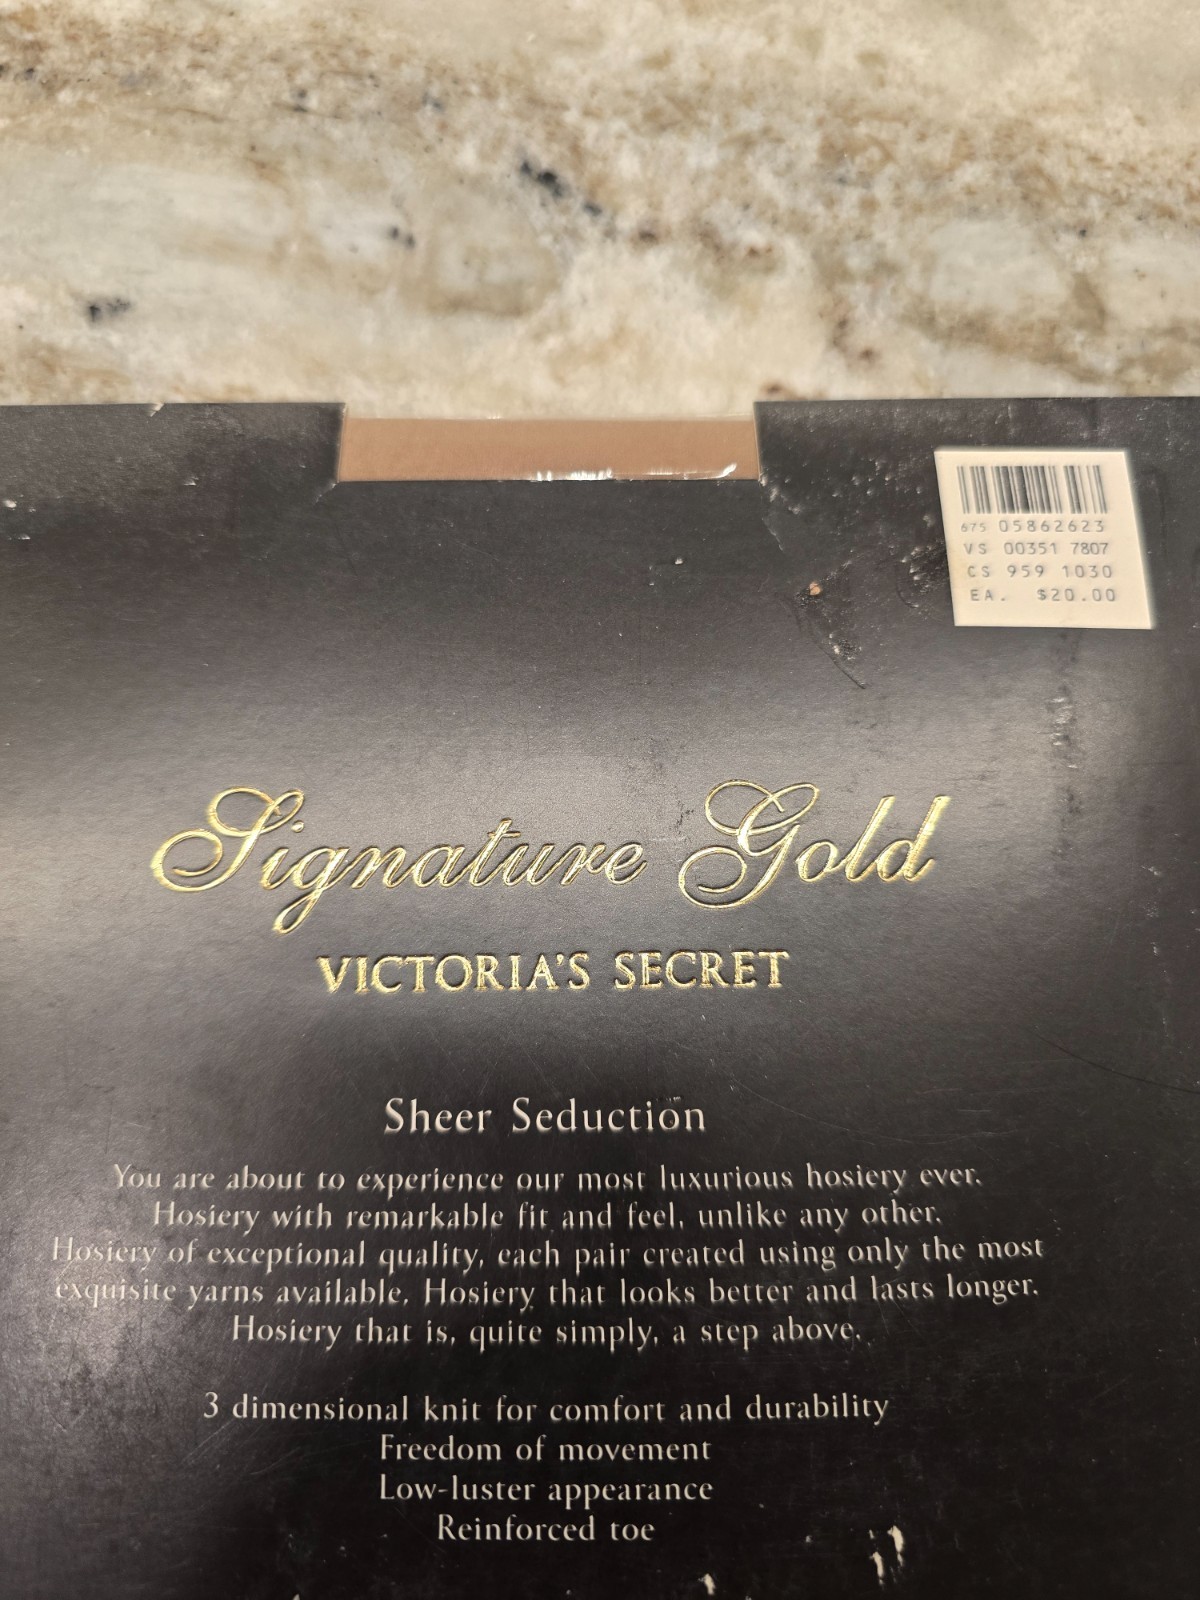 675 05862623
VS 00351 7807
CS 959 1030
EA. $20.00
Signature Gold
VICTORIA'S SECRET
Sheer Seduction
You are about to experience our most luxurious hosiery ever.
Hosiery with remarkable fit and feel, unlike any other.
Hosiery of exceptional quality, each pair created using only the most
exquisite yarns available. Hosiery that looks better and lasts longer.
Hosiery that is, quite simply, a step above.
3 dimensional knit for comfort and durability
Freedom of movement
Low-luster appearance
Reinforced toe